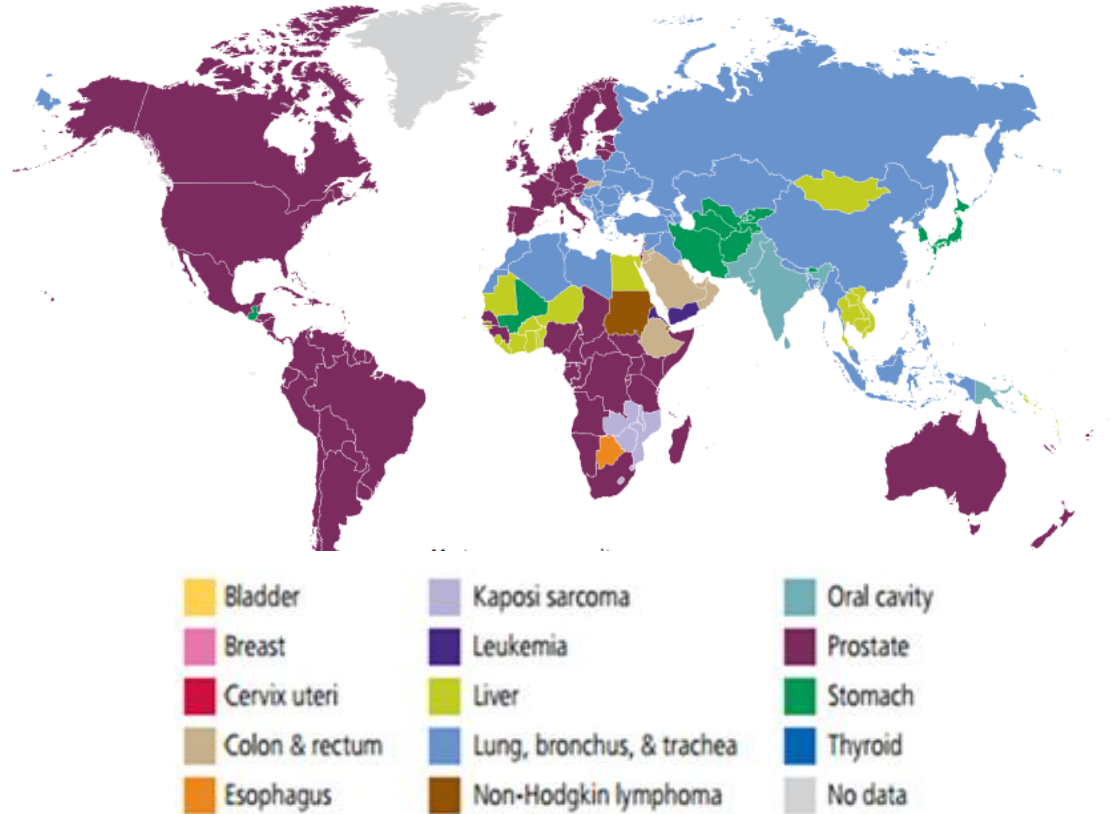 Bladder
Breast
Cervix uteri
Colon & rectum
Esophagus
Kaposi sarcoma
Leukemia
Liver
Lung, bronchus, & trachea
Non-Hodgkin lymphoma
Oral cavity
Prostate
Stomach
Thyroid
No data